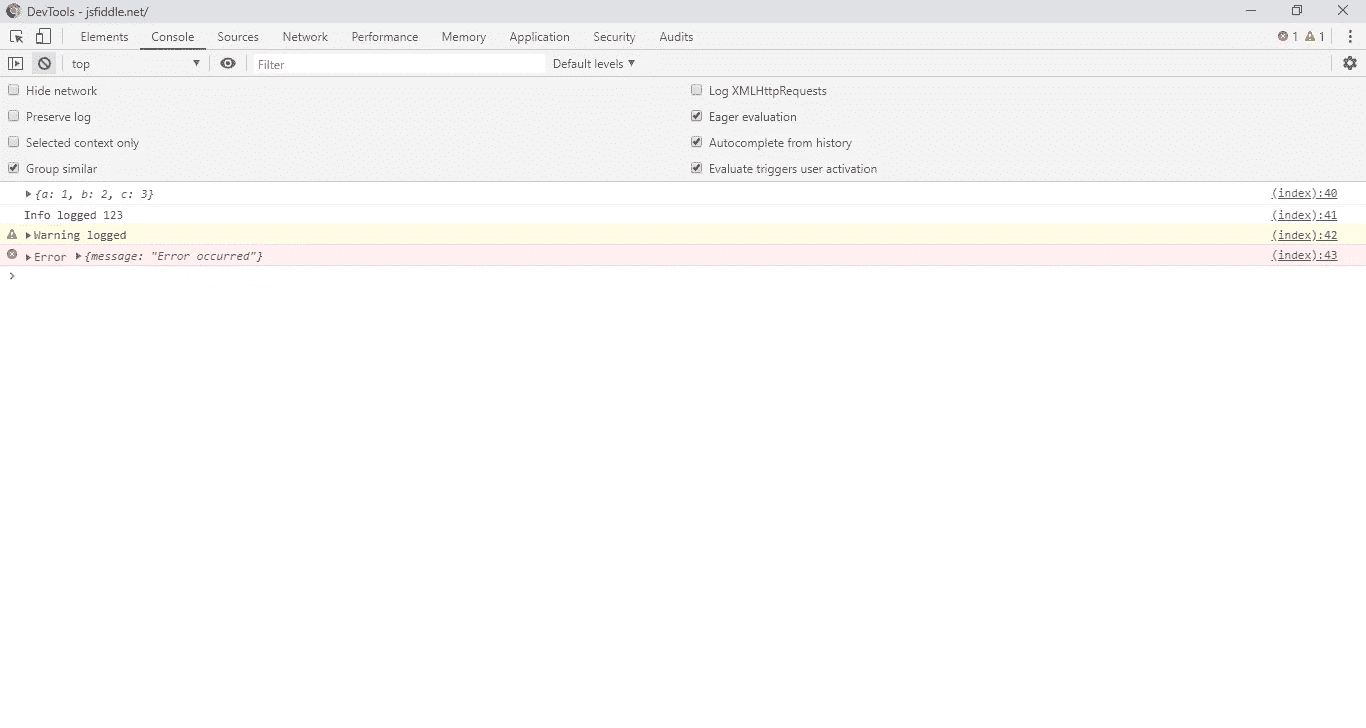 DevTools - jsfiddle.net/
Elements Console Sources Network Performance Memory Application Security Audits 1 1
top Filter Default levels
Hide network Log XMLHttpRequests
Preserve log Eager evaluation
Selected context only Autocomplete from history
Group similar Evaluate triggers user activation
{a: 1, b: 2, c: 3} (index):40
Info logged 123 (index):41
Warning logged (index):42
Error {message: "Error occurred"} (index):43
>